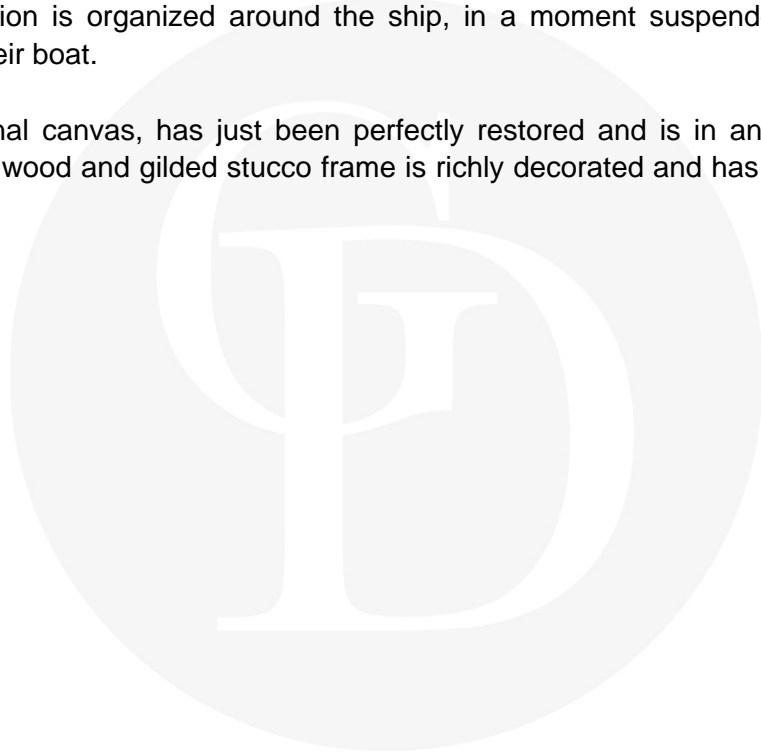 ion is organized around the ship, in a moment suspend
eir boat.
nal canvas, has just been perfectly restored and is in an
wood and gilded stucco frame is richly decorated and has
GD